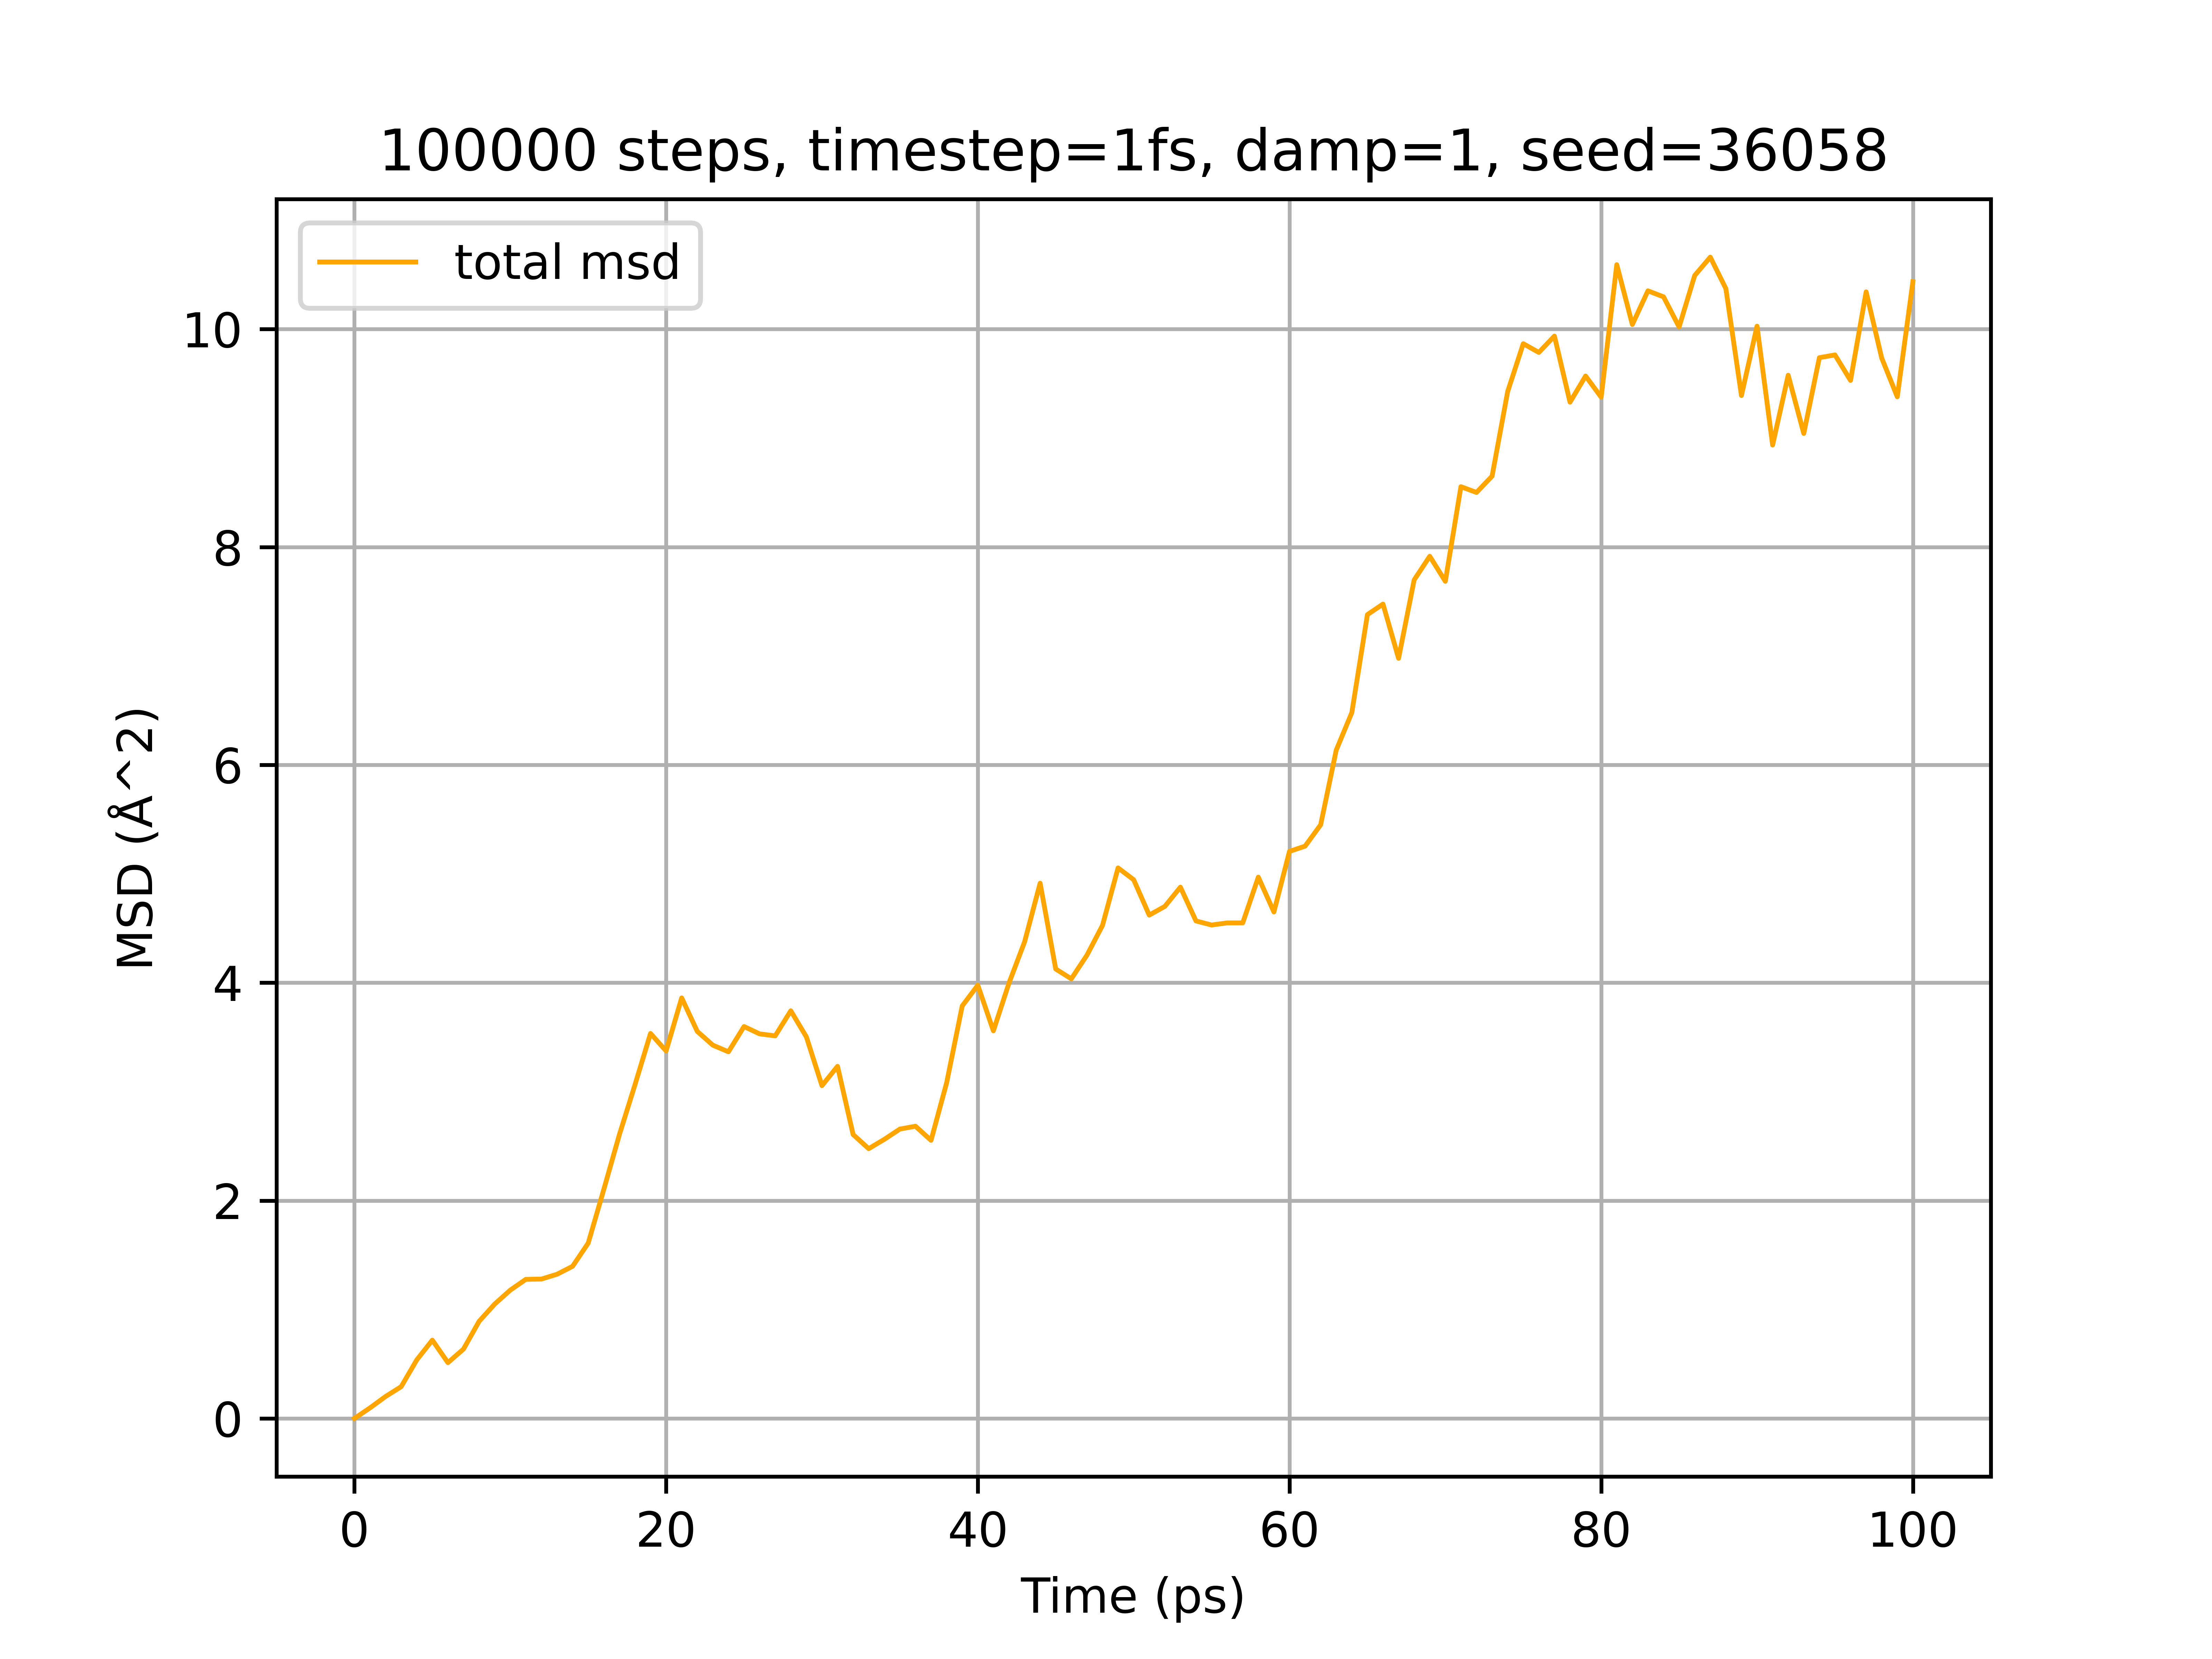 100000 steps, timestep=1fs, damp=1, seed=36058
total msd
MSD (Å^2)
10
8
6
4
2
0
0 20 40 60 80 100
Time (ps)